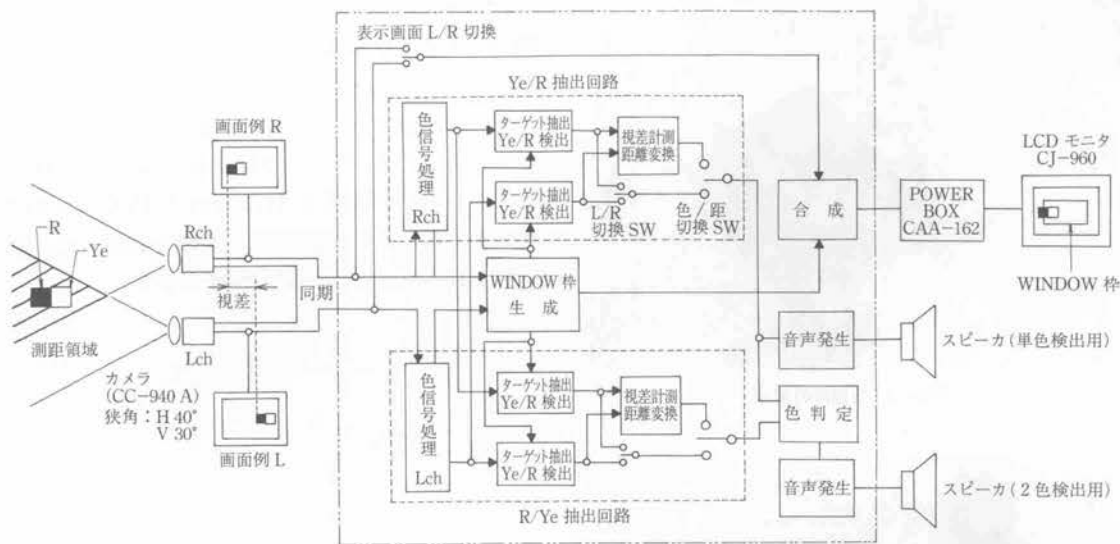 表示画面 L/R 切換
Ye/R 抽出回路
画面例 R
色信号処理
Rch
ターゲット抽出
Ye/R 検出
ターゲット抽出
Ye/R 検出
視差計測
距離変換
L/R
切換 SW
色／距
切換 SW
LCD モニタ
CJ-960
合 成
POWER
BOX
CAA-162
WINDOW 枠
R
Ye
Rch
視差
同期
WINDOW 枠
生 成
測距領域
Lch
カメラ
(CC-940 A)
狭角：H 40°
V 30°
画面例 L
色信号処理
Lch
ターゲット抽出
Ye/R 検出
ターゲット抽出
Ye/R 検出
視差計測
距離変換
R/Ye 抽出回路
音声発生
スピーカ(単色検出用)
色 判 定
音声発生
スピーカ(2色検出用)